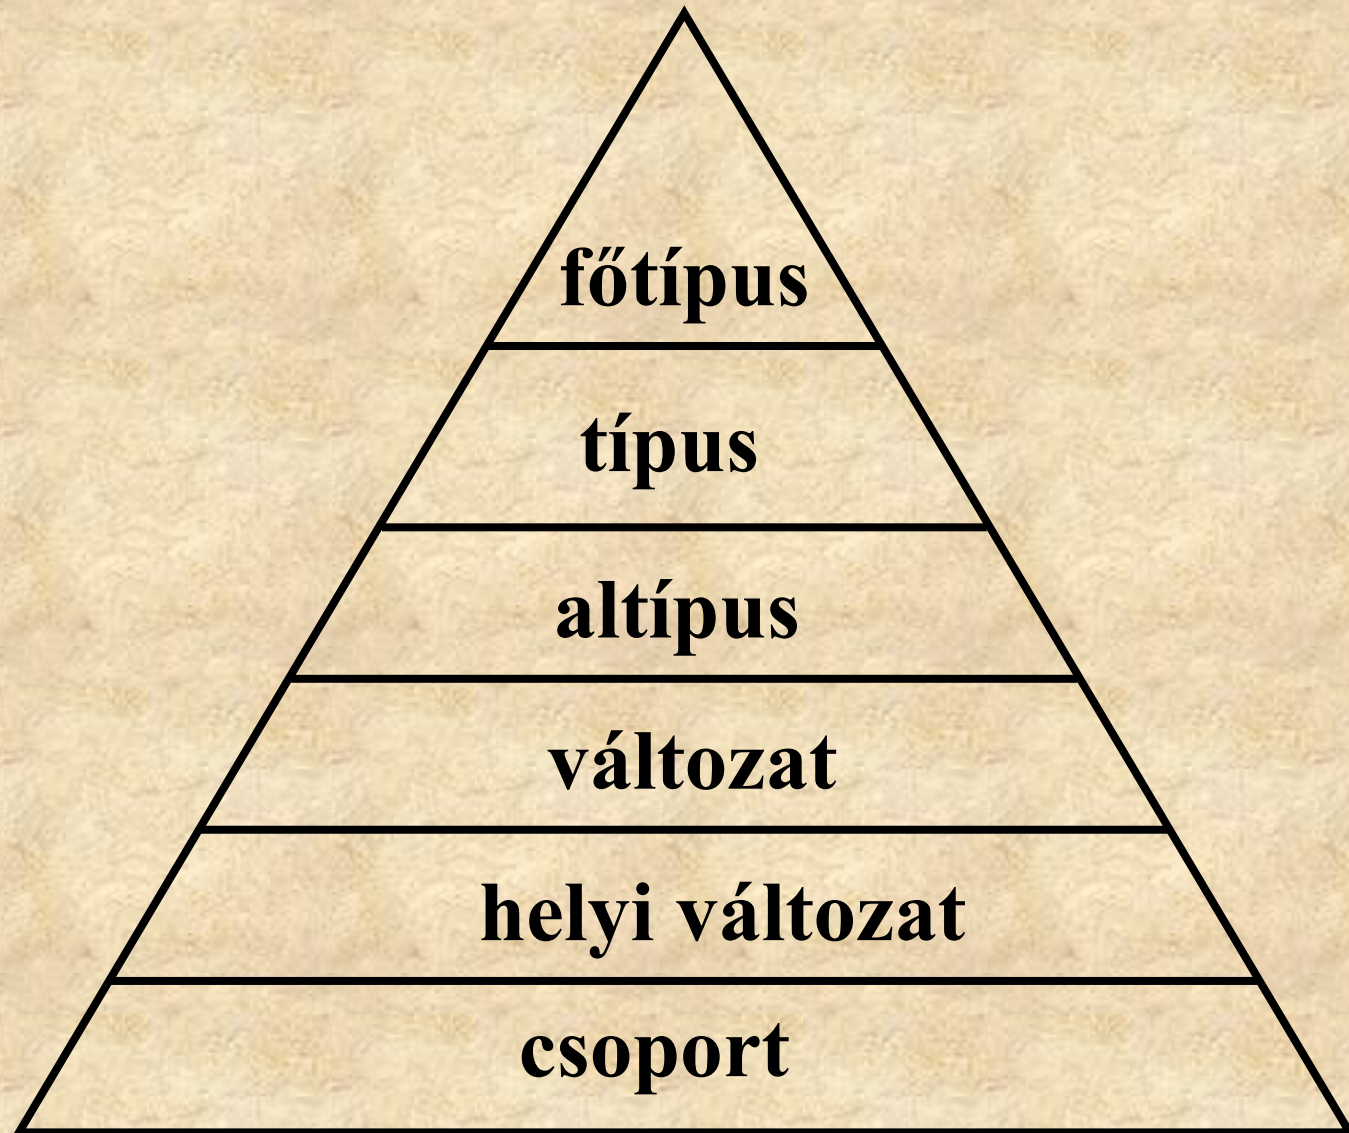 főtípus
típus
altípus
változat
helyi változat
csoport